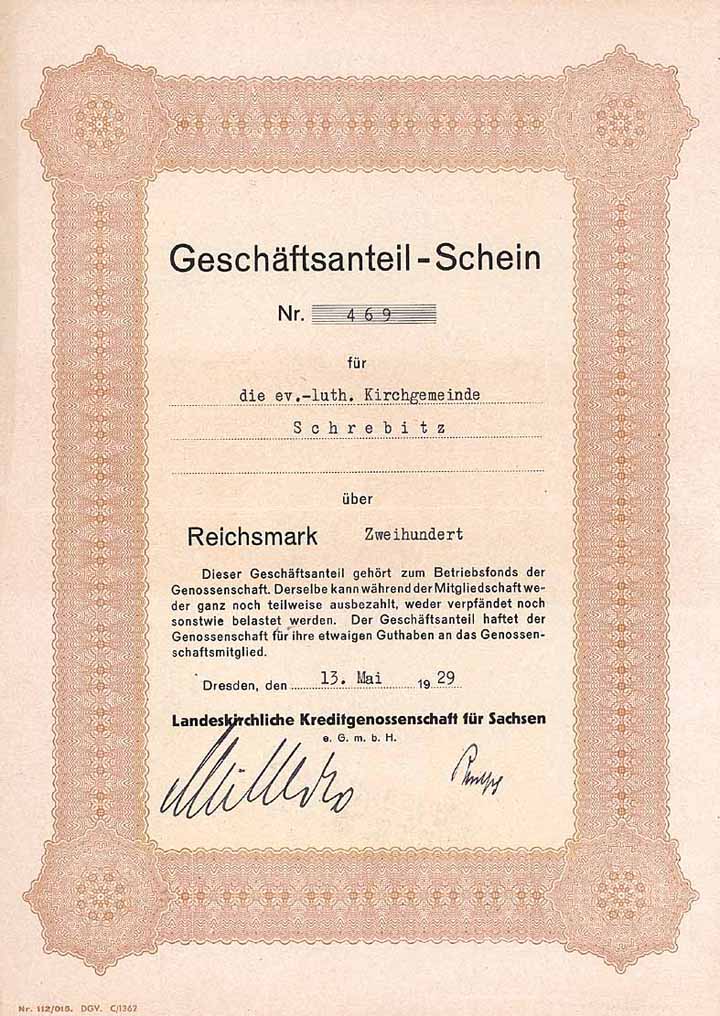 Geschäftsanteil-Schein
Nr. 469
für
die ev.-luth. Kirchgemeinde
Schrebitz
über
Reichsmark Zweihundert
Dieser Geschäftsanteil gehört zum Betriebsfonds der
Genossenschaft. Derselbe kann während der Mitgliedschaft we-
der ganz noch teilweise ausbezahlt, weder verpfändet noch
sonstwie belastet werden. Der Geschäftsanteil haftet der
Genossenschaft für ihre etwaigen Guthaben an das Genossen-
schaftsmitglied.
Dresden, den 13. Mai 1929
Landeskirchliche Kreditgenossenschaft für Sachsen
e. G. m. b. H.
Nr. 112/015. DGV. C/1362